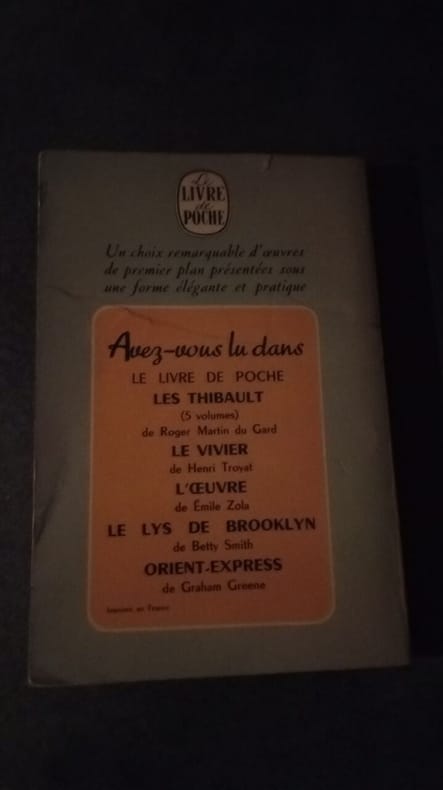 Le
LIVRE
de
POCHE
Un choix remarquable d'œuvres
de premier plan présentées sous
une forme élégante et pratique
Avez-vous lu dans
LE LIVRE DE POCHE
LES THIBAULT
(5 volumes)
de Roger Martin du Gard
LE VIVIER
de Henri Troyat
L'ŒUVRE
de Émile Zola
LE LYS DE BROOKLYN
de Betty Smith
ORIENT-EXPRESS
de Graham Greene
Imprimé en France